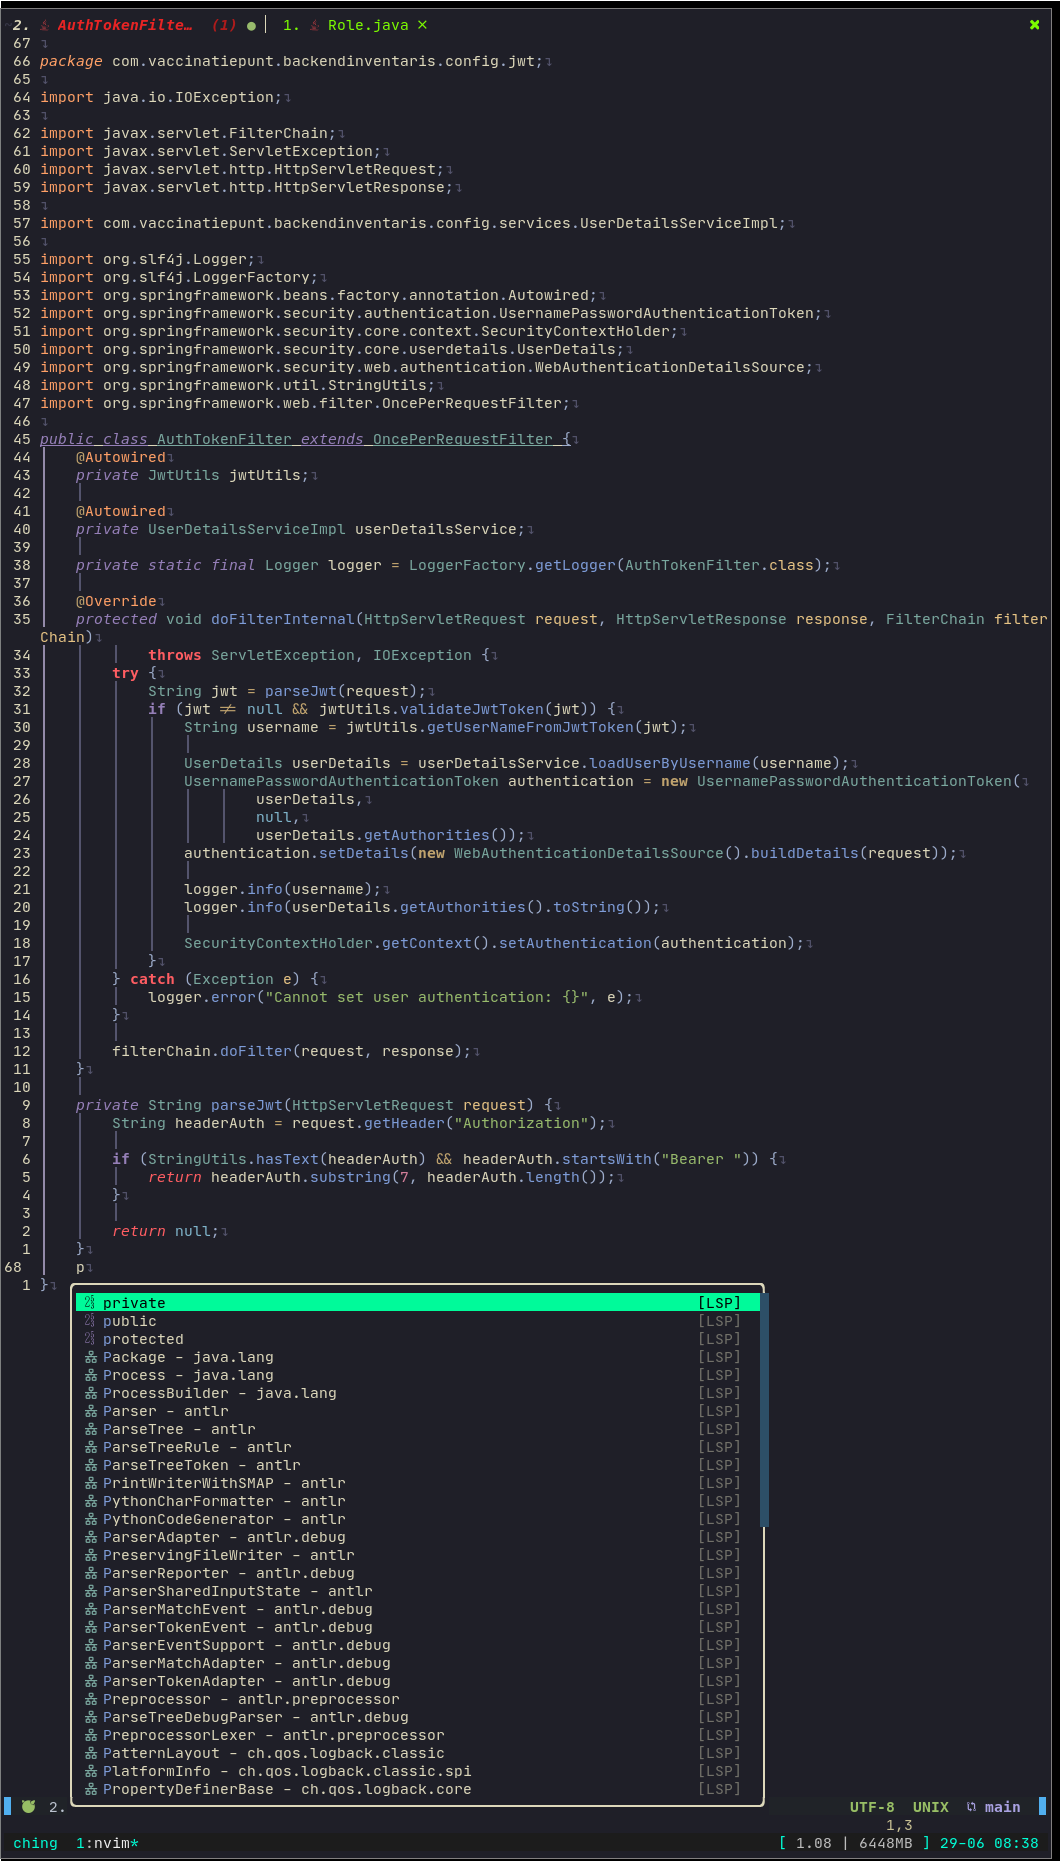 2. AuthTokenFilte… (1) ● │ 1. Role.java ✕ ✖
67
66 package com.vaccinatiepunt.backendinventaris.config.jwt;
65
64 import java.io.IOException;
63
62 import javax.servlet.FilterChain;
61 import javax.servlet.ServletException;
60 import javax.servlet.http.HttpServletRequest;
59 import javax.servlet.http.HttpServletResponse;
58
57 import com.vaccinatiepunt.backendinventaris.config.services.UserDetailsServiceImpl;
56
55 import org.slf4j.Logger;
54 import org.slf4j.LoggerFactory;
53 import org.springframework.beans.factory.annotation.Autowired;
52 import org.springframework.security.authentication.UsernamePasswordAuthenticationToken;
51 import org.springframework.security.core.context.SecurityContextHolder;
50 import org.springframework.security.core.userdetails.UserDetails;
49 import org.springframework.security.web.authentication.WebAuthenticationDetailsSource;
48 import org.springframework.util.StringUtils;
47 import org.springframework.web.filter.OncePerRequestFilter;
46
45 public class AuthTokenFilter extends OncePerRequestFilter {
44 @Autowired
43 private JwtUtils jwtUtils;
42
41 @Autowired
40 private UserDetailsServiceImpl userDetailsService;
39
38 private static final Logger logger = LoggerFactory.getLogger(AuthTokenFilter.class);
37
36 @Override
35 protected void doFilterInternal(HttpServletRequest request, HttpServletResponse response, FilterChain filter
Chain)
34 throws ServletException, IOException {
33 try {
32 String jwt = parseJwt(request);
31 if (jwt != null && jwtUtils.validateJwtToken(jwt)) {
30 String username = jwtUtils.getUserNameFromJwtToken(jwt);
29
28 UserDetails userDetails = userDetailsService.loadUserByUsername(username);
27 UsernamePasswordAuthenticationToken authentication = new UsernamePasswordAuthenticationToken(
26 userDetails,
25 null,
24 userDetails.getAuthorities());
23 authentication.setDetails(new WebAuthenticationDetailsSource().buildDetails(request));
22
21 logger.info(username);
20 logger.info(userDetails.getAuthorities().toString());
19
18 SecurityContextHolder.getContext().setAuthentication(authentication);
17 }
16 } catch (Exception e) {
15 logger.error("Cannot set user authentication: {}", e);
14 }
13
12 filterChain.doFilter(request, response);
11 }
10
9 private String parseJwt(HttpServletRequest request) {
8 String headerAuth = request.getHeader("Authorization");
7
6 if (StringUtils.hasText(headerAuth) && headerAuth.startsWith("Bearer ")) {
5 return headerAuth.substring(7, headerAuth.length());
4 }
3
2 return null;
1 }
68 p
1 }
private [LSP]
public [LSP]
protected [LSP]
Package - java.lang [LSP]
Process - java.lang [LSP]
ProcessBuilder - java.lang [LSP]
Parser - antlr [LSP]
ParseTree - antlr [LSP]
ParseTreeRule - antlr [LSP]
ParseTreeToken - antlr [LSP]
PrintWriterWithSMAP - antlr [LSP]
PythonCharFormatter - antlr [LSP]
PythonCodeGenerator - antlr [LSP]
ParserAdapter - antlr.debug [LSP]
PreservingFileWriter - antlr [LSP]
ParserReporter - antlr.debug [LSP]
ParserSharedInputState - antlr [LSP]
ParserMatchEvent - antlr.debug [LSP]
ParserTokenEvent - antlr.debug [LSP]
ParserEventSupport - antlr.debug [LSP]
ParserMatchAdapter - antlr.debug [LSP]
ParserTokenAdapter - antlr.debug [LSP]
Preprocessor - antlr.preprocessor [LSP]
ParseTreeDebugParser - antlr.debug [LSP]
PreprocessorLexer - antlr.preprocessor [LSP]
PatternLayout - ch.qos.logback.classic [LSP]
PlatformInfo - ch.qos.logback.classic.spi [LSP]
PropertyDefinerBase - ch.qos.logback.core [LSP]
2. UTF-8 UNIX main
1,3
ching 1:nvim* [ 1.08 | 6448MB ] 29-06 08:38